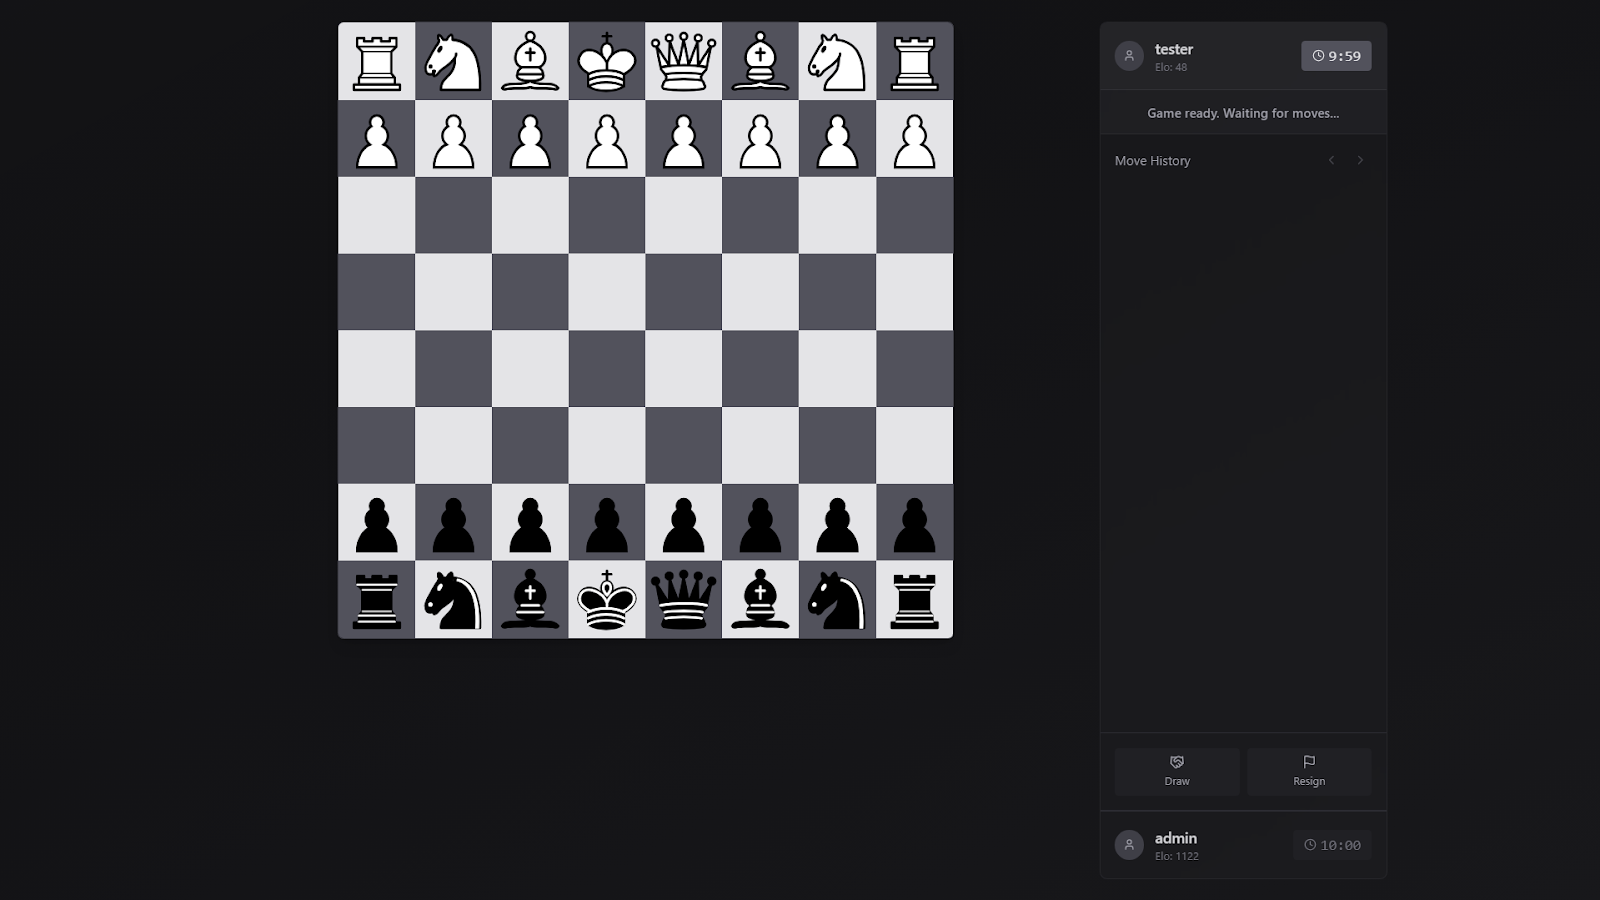 tester
Elo: 48
9:59
Game ready. Waiting for moves...
Move History
Draw
Resign
admin
Elo: 1122
10:00